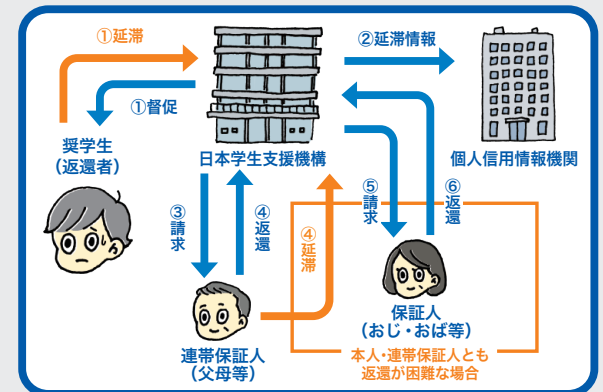 ①延滞
②延滞情報
①督促
奨学生
(返還者)
日本学生支援機構
個人信用情報機関
③請求
④返還
④延滞
⑤請求
⑥返還
保証人
(おじ・おば等)
連帯保証人
(父母等)
本人・連帯保証人とも
返還が困難な場合